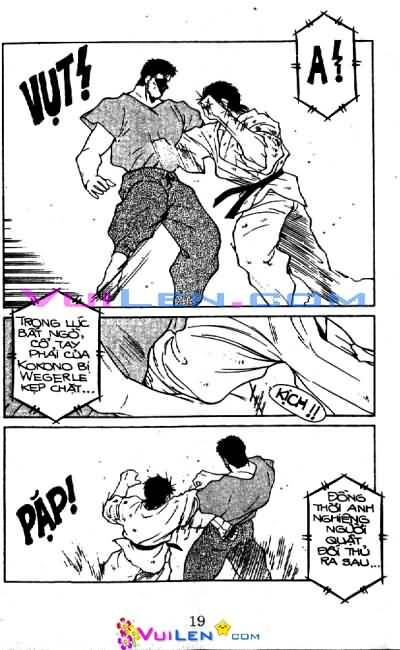 A!
VỤT!
VUILEN.COM
TRONG LÚC
BẤT NGỜ,
CỔ TAY
PHẢI CỦA
KOKONO BỊ
WEGERLE
KẸP CHẶT...
KỊCH!!
PẶP!
ĐỒNG
THỜI ANH
NGHIÊNG
NGƯỜI
QUẬT
ĐỐI THỦ
RA SAU...
19
VUILEN.COM